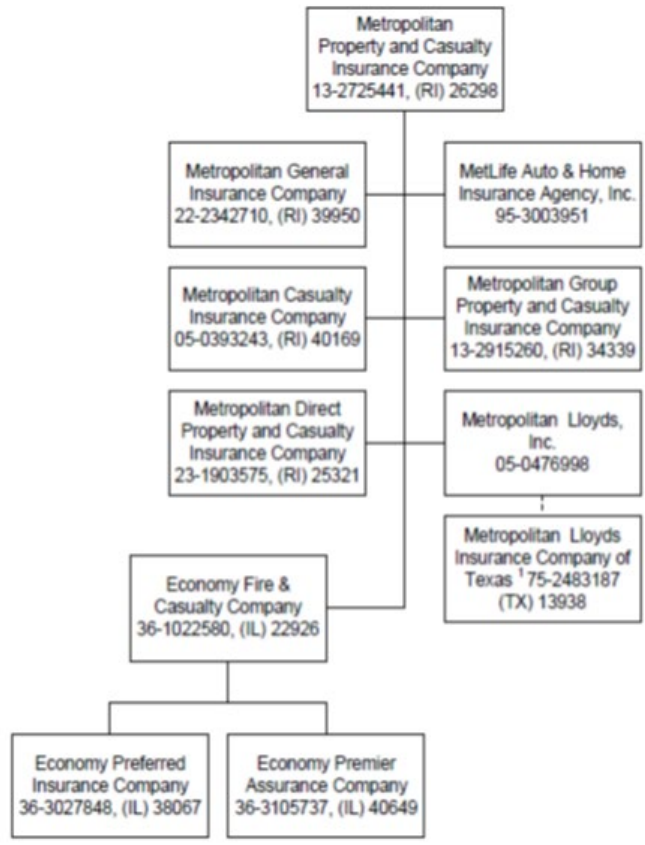 Metropolitan
Property and Casualty
Insurance Company
13-2725441, (RI) 26298
Metropolitan General
Insurance Company
22-2342710, (RI) 39950
MetLife Auto & Home
Insurance Agency, Inc.
95-3003951
Metropolitan Casualty
Insurance Company
05-0393243, (RI) 40169
Metropolitan Group
Property and Casualty
Insurance Company
13-2915260, (RI) 34339
Metropolitan Direct
Property and Casualty
Insurance Company
23-1903575, (RI) 25321
Metropolitan Lloyds,
Inc.
05-0476998
Metropolitan Lloyds
Insurance Company of
Texas ¹ 75-2483187
(TX) 13938
Economy Fire &
Casualty Company
36-1022580, (IL) 22926
Economy Preferred
Insurance Company
36-3027848, (IL) 38067
Economy Premier
Assurance Company
36-3105737, (IL) 40649